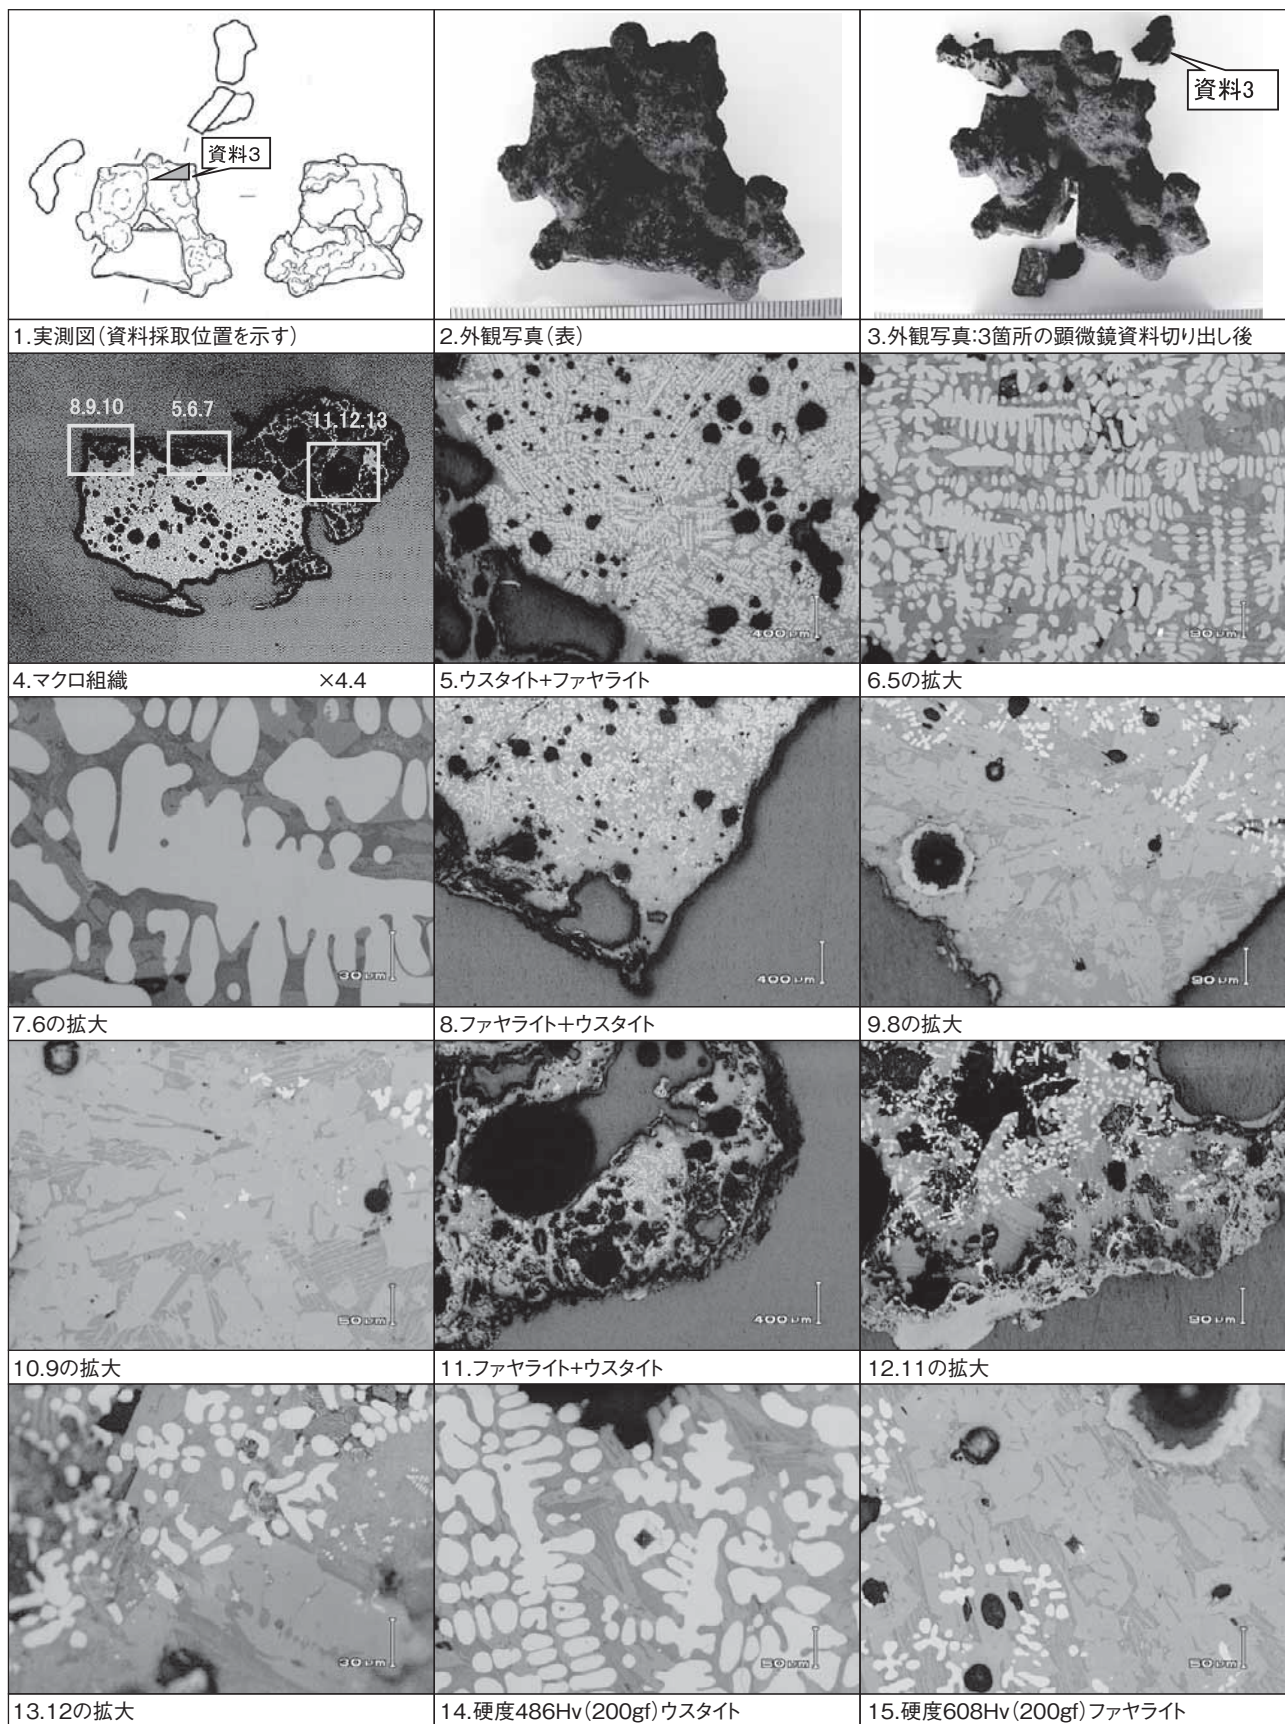 資料3
資料3
1.実測図(資料採取位置を示す)
2.外観写真(表)
3.外観写真:3箇所の顕微鏡資料切り出し後
8.9.10
5.6.7
11.12.13
400μm
90μm
4.マクロ組織 ×4.4
5.ウスタイト+ファヤライト
6.5の拡大
30μm
400μm
90μm
7.6の拡大
8.ファヤライト+ウスタイト
9.8の拡大
50μm
400μm
90μm
10.9の拡大
11.ファヤライト+ウスタイト
12.11の拡大
30μm
50μm
50μm
13.12の拡大
14.硬度486Hv(200gf)ウスタイト
15.硬度608Hv(200gf)ファヤライト